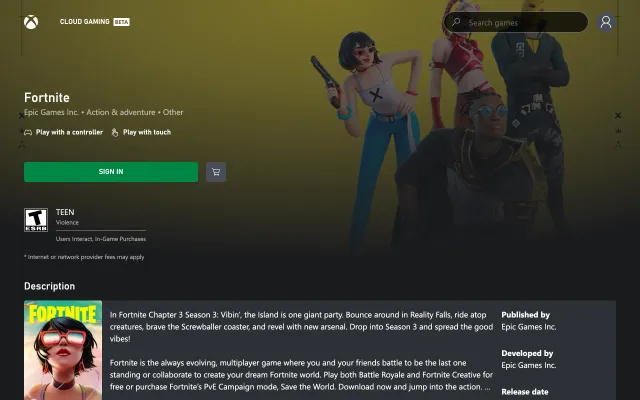 CLOUD GAMING BETA
Search games
Fortnite
Epic Games Inc. • Action & adventure • Other
Play with a controller Play with touch
SIGN IN
T
ESRB
TEEN
Violence
Users Interact, In-Game Purchases
* Internet or network provider fees may apply
Description
FORTNITE
In Fortnite Chapter 3 Season 3: Vibin', the Island is one giant party. Bounce around in Reality Falls, ride atop
creatures, brave the Screwballer coaster, and revel with new arsenal. Drop into Season 3 and spread the good
vibes!
Fortnite is the always evolving, multiplayer game where you and your friends battle to be the last one
standing or collaborate to create your dream Fortnite world. Play both Battle Royale and Fortnite Creative for
free or purchase Fortnite's PvE Campaign mode, Save the World. Download now and jump into the action. ...
Published by
Epic Games Inc.
Developed by
Epic Games Inc.
Release date